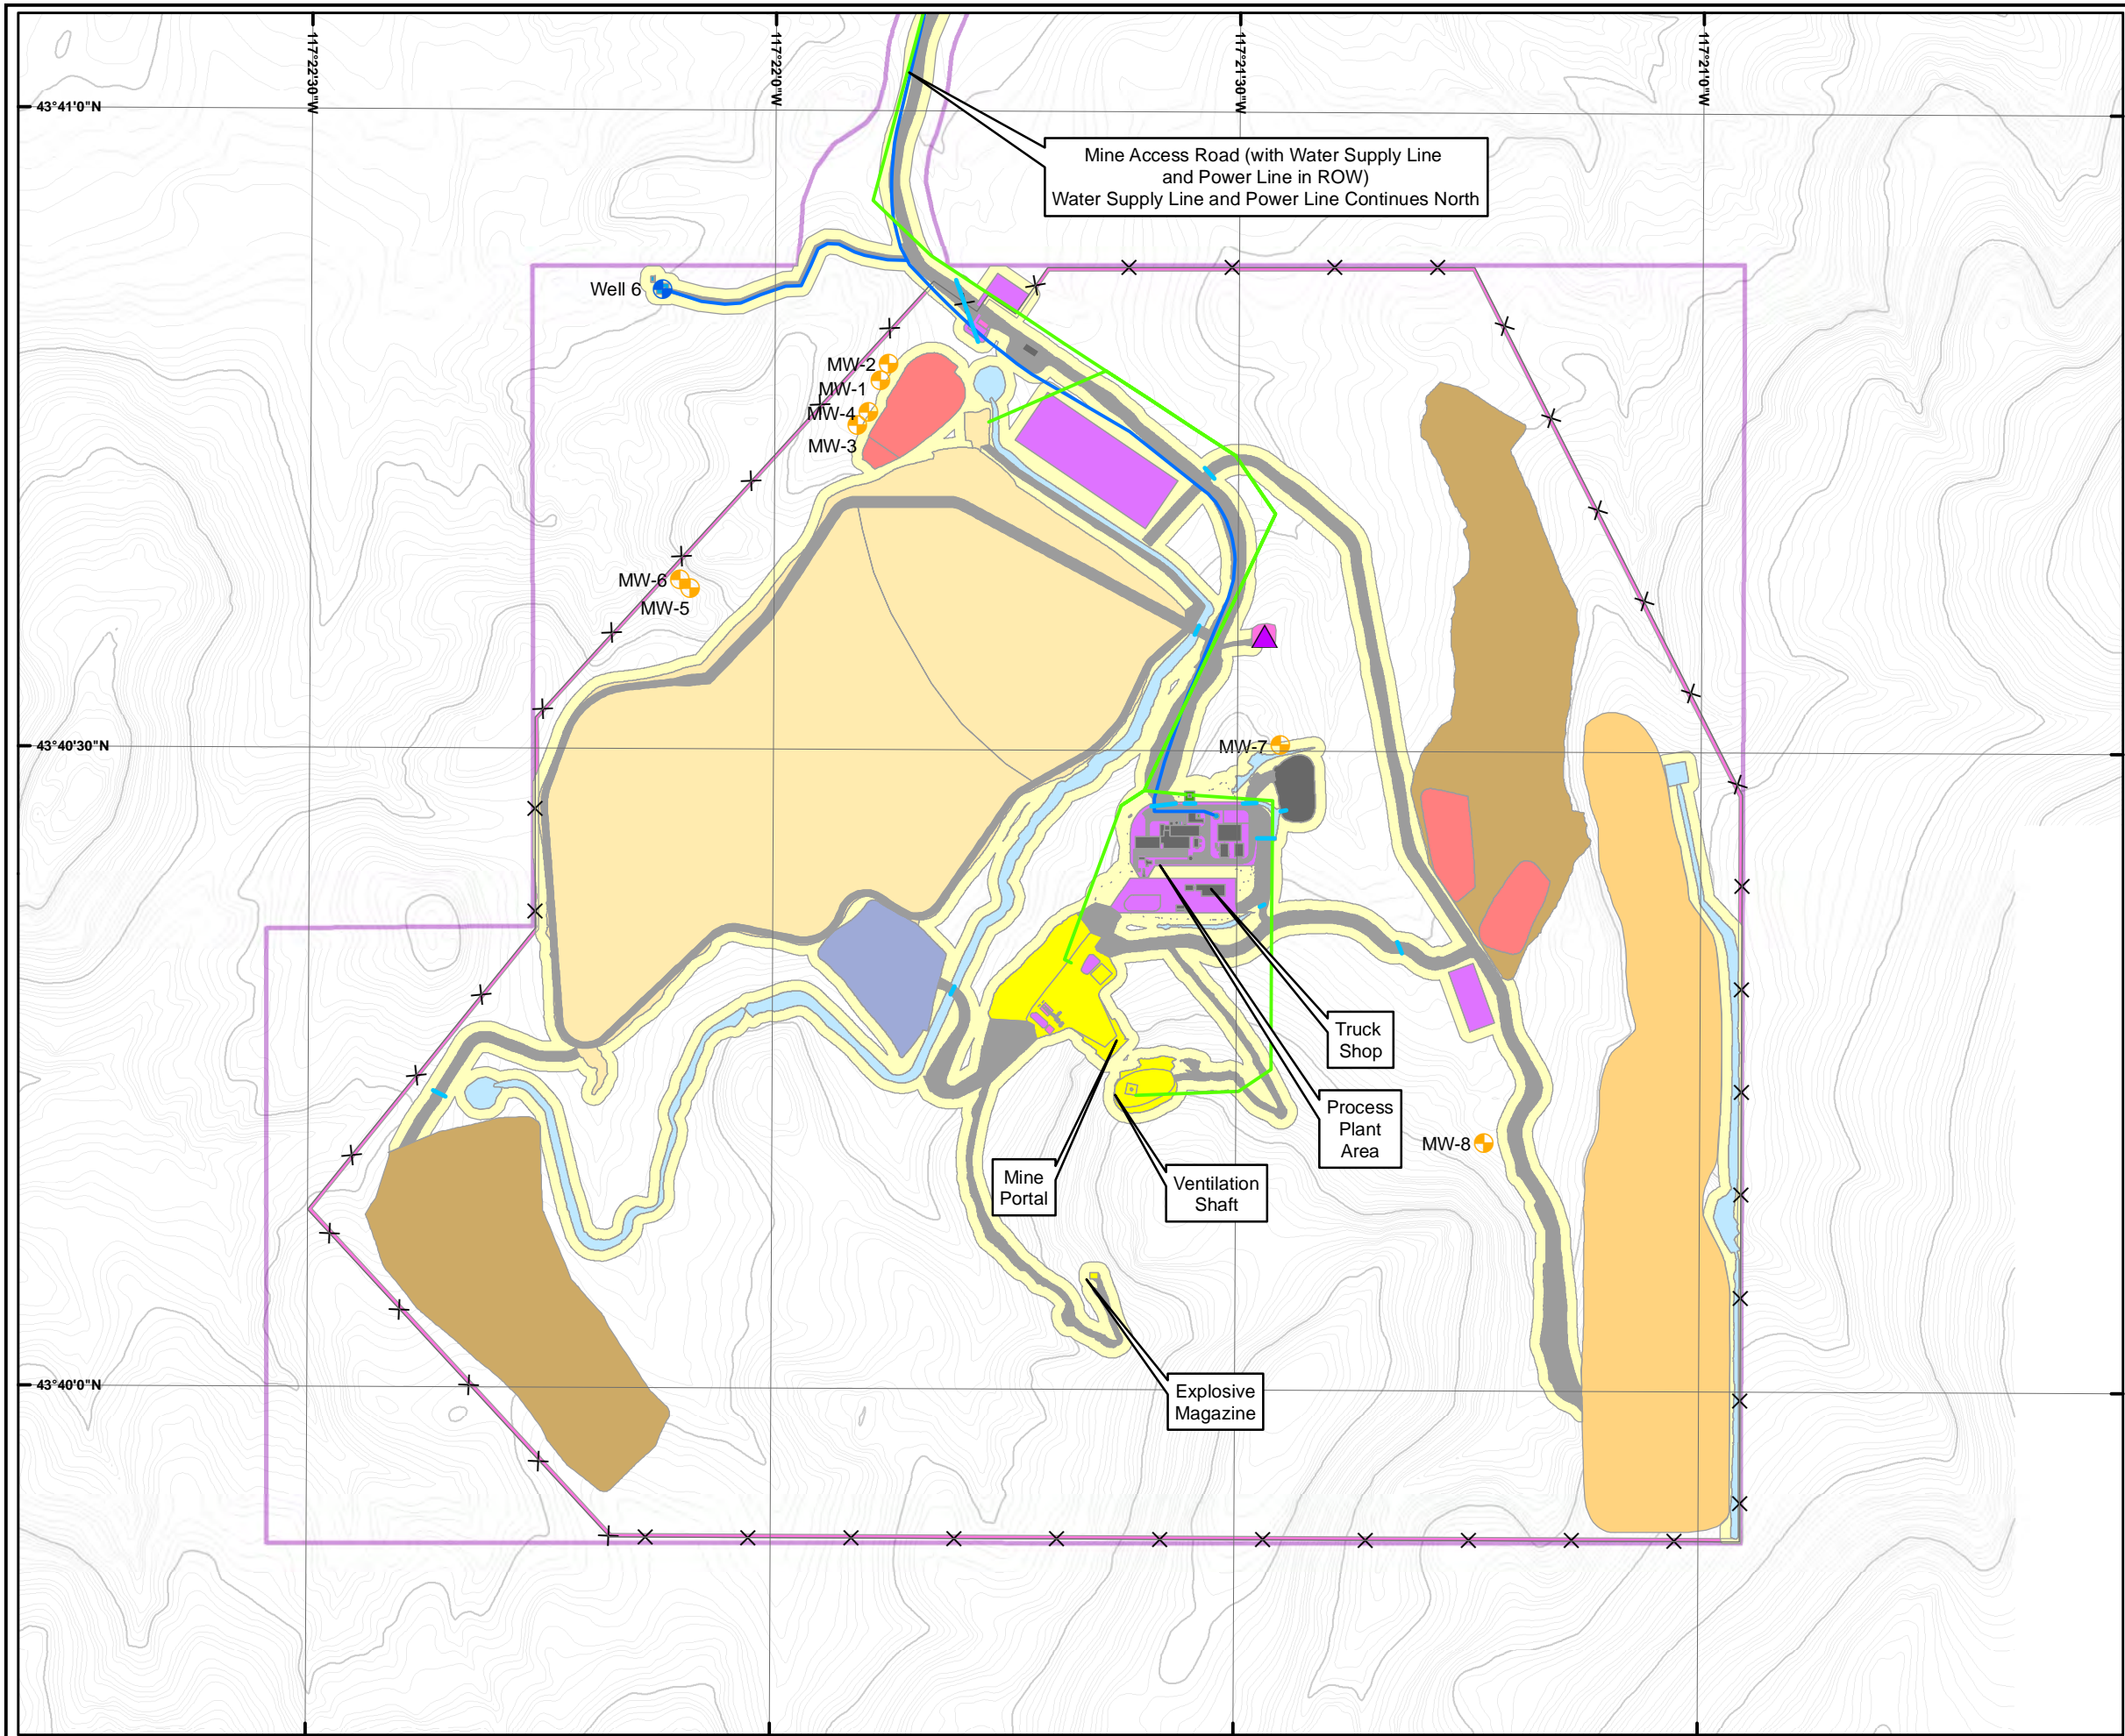 117°22'30"W
117°22'0"W
117°21'30"W
117°21'0"W
43°41'0"N
Mine Access Road (with Water Supply Line
and Power Line in ROW)
Water Supply Line and Power Line Continues North
Well 6
MW-2
MW-1
MW-4
MW-3
MW-6
MW-5
43°40'30"N
MW-7
Truck
Shop
Process
Plant
Area
MW-8
Mine
Portal
Ventilation
Shaft
43°40'0"N
Explosive
Magazine